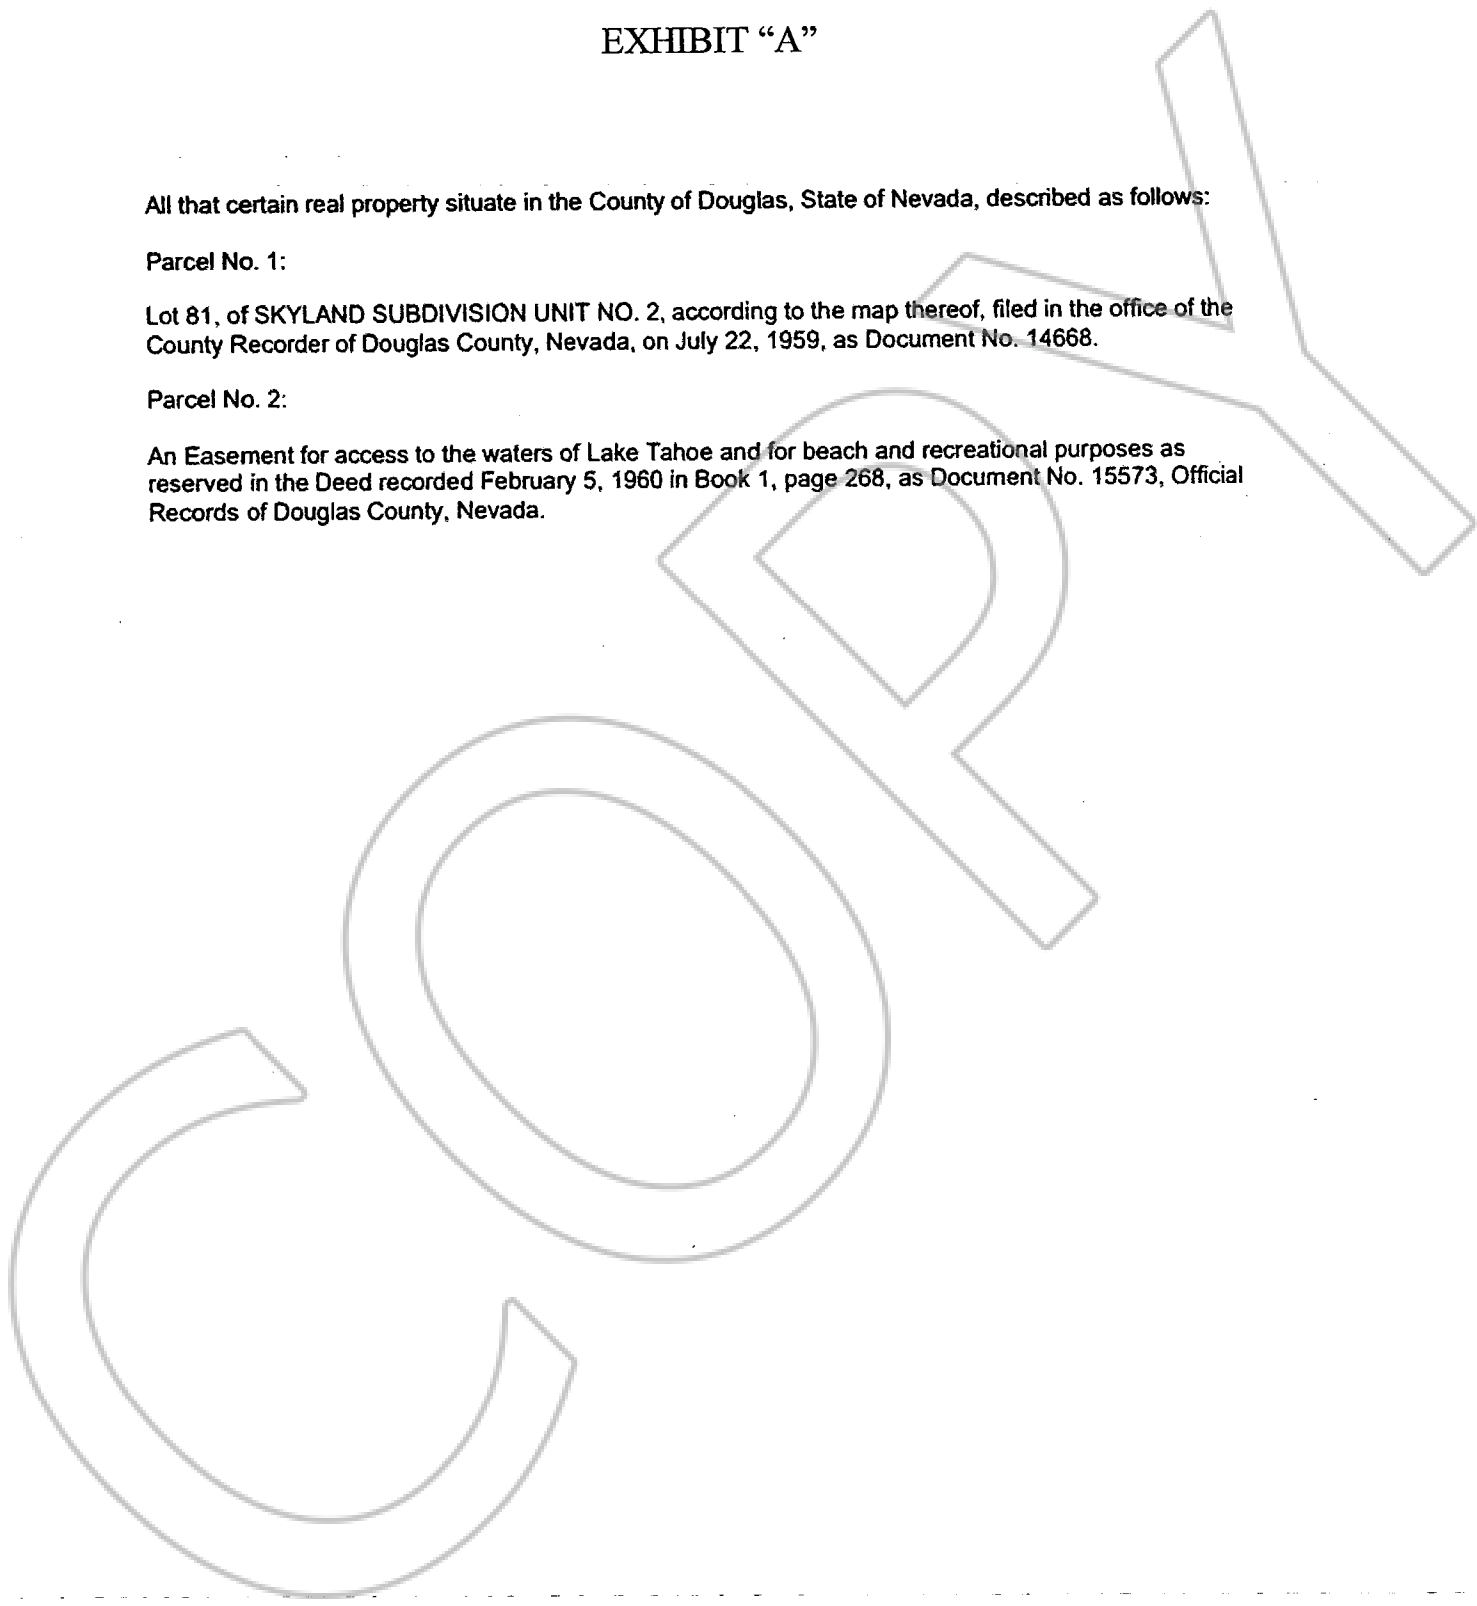 EXHIBIT “A”
All that certain real property situate in the County of Douglas, State of Nevada, described as follows:
Parcel No. 1:
Lot 81, of SKYLAND SUBDIVISION UNIT NO. 2, according to the map thereof, filed in the office of the
County Recorder of Douglas County, Nevada, on July 22, 1959, as Document No. 14668.
Parcel No. 2:
An Easement for access to the waters of Lake Tahoe and for beach and recreational purposes as
reserved in the Deed recorded February 5, 1960 in Book 1, page 268, as Document No. 15573, Official
Records of Douglas County, Nevada.
COPY